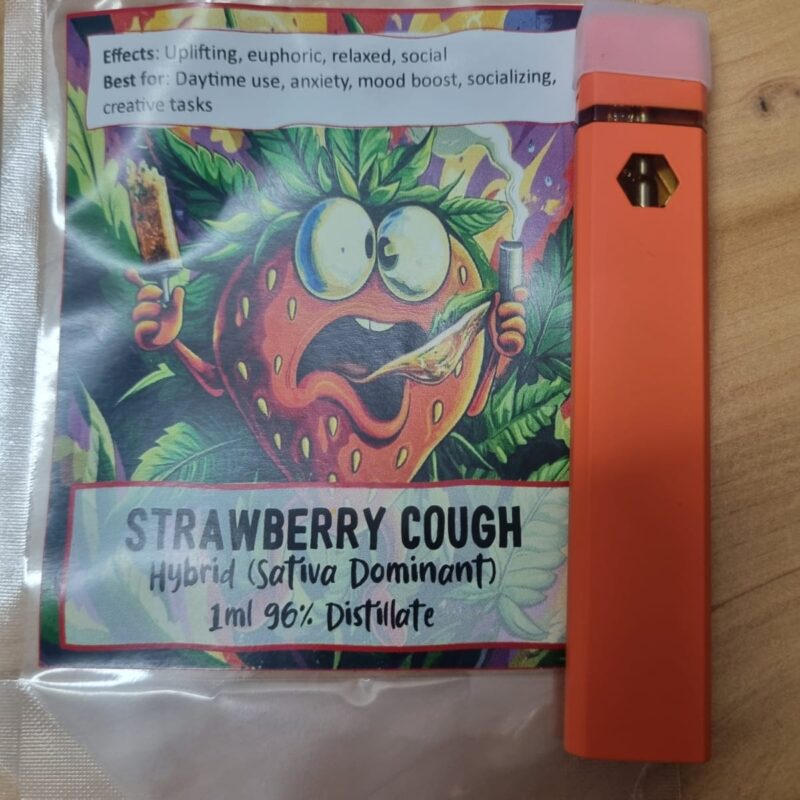 Effects: Uplifting, euphoric, relaxed, social
Best for: Daytime use, anxiety, mood boost, socializing,
creative tasks
STRAWBERRY COUGH
Hybrid (Sativa Dominant)
1ml 96% Distillate